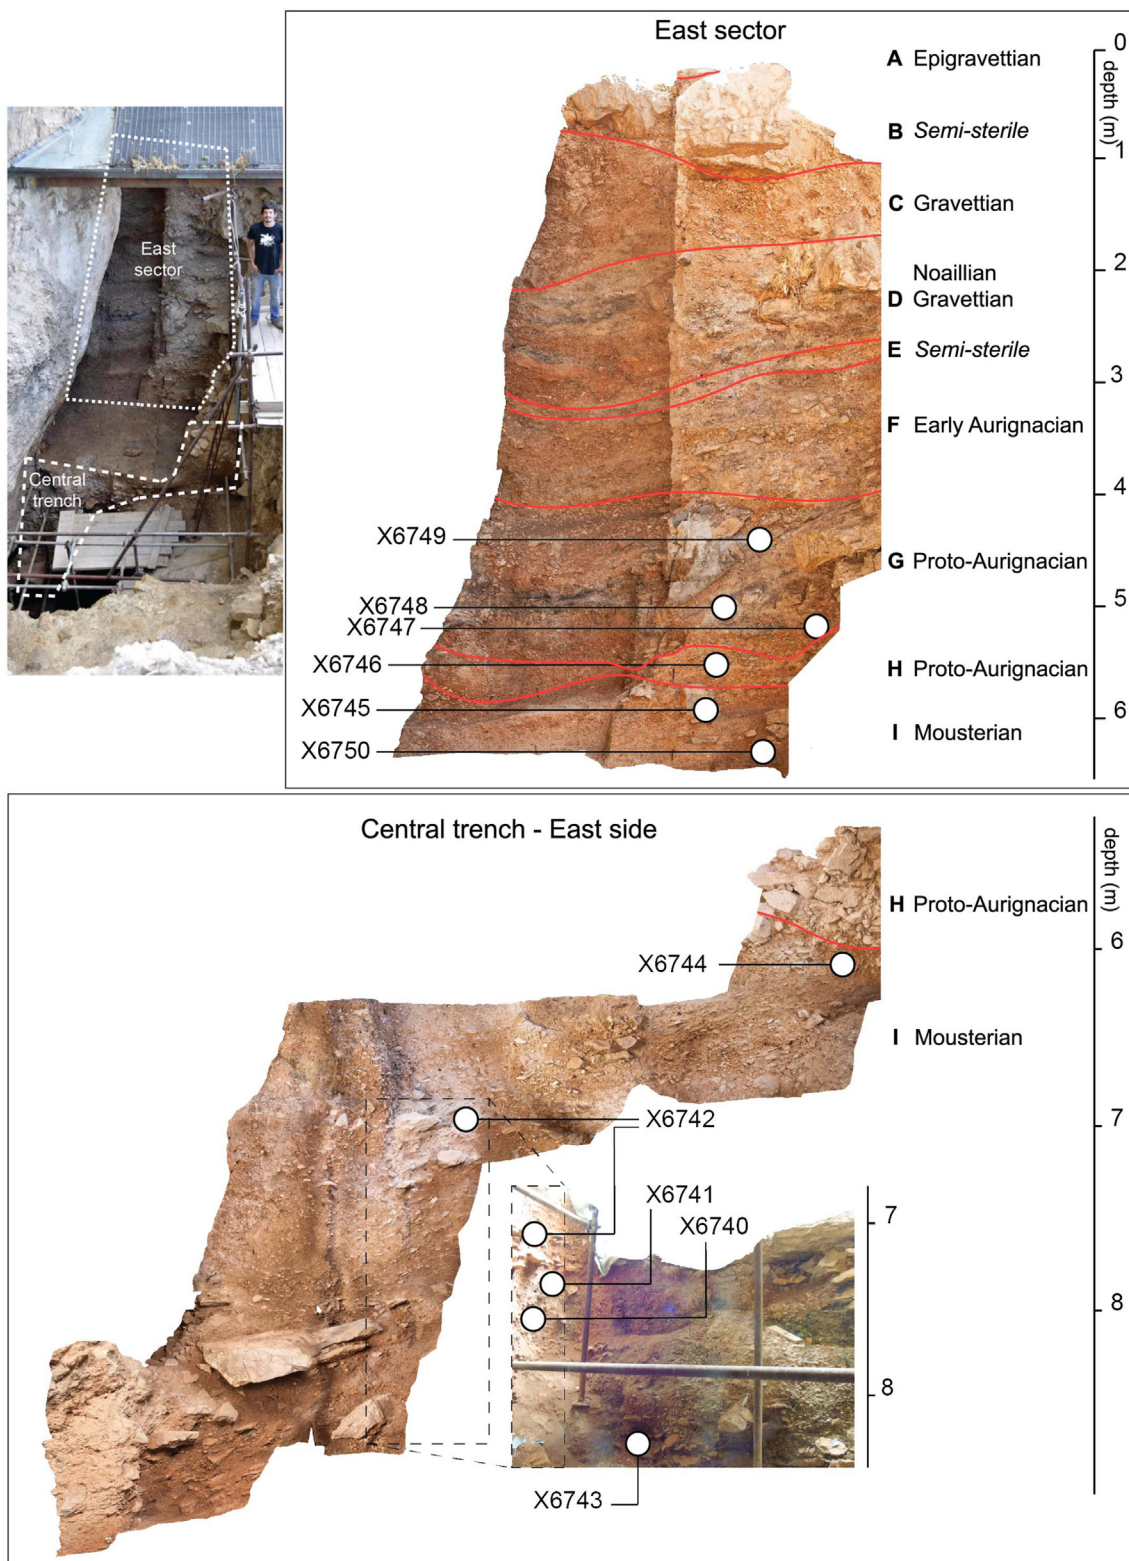 East sector
0
depth (m)
A Epigravettian
B Semi-sterile
1
C Gravettian
2
Noaillian
D Gravettian
E Semi-sterile
3
F Early Aurignacian
4
X6749
G Proto-Aurignacian
X6748
5
X6747
X6746
H Proto-Aurignacian
X6745
6
I Mousterian
X6750
East
sector
Central
trench
Central trench - East side
depth (m)
H Proto-Aurignacian
6
X6744
I Mousterian
X6742
7
X6741
X6740
7
8
8
X6743